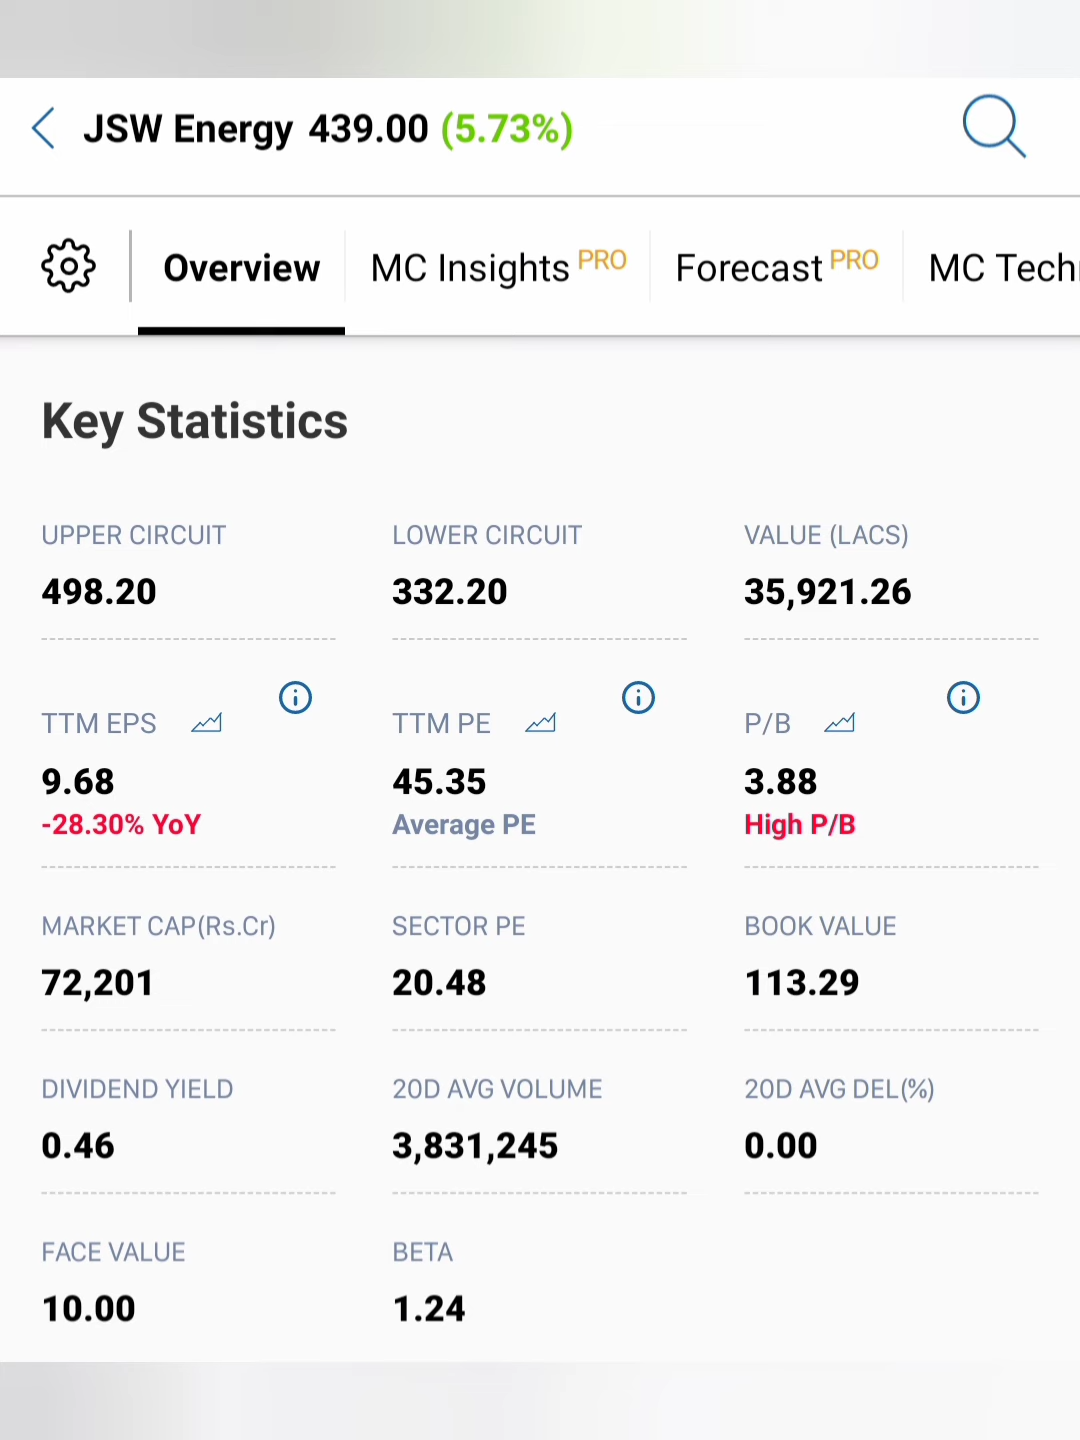 JSW Energy 439.00 (5.73%)
Overview MC Insights PRO Forecast PRO MC Tech
Key Statistics
UPPER CIRCUIT LOWER CIRCUIT VALUE (LACS)
498.20 332.20 35,921.26
TTM EPS TTM PE P/B
9.68 45.35 3.88
-28.30% YoY Average PE High P/B
MARKET CAP(Rs.Cr) SECTOR PE BOOK VALUE
72,201 20.48 113.29
DIVIDEND YIELD 20D AVG VOLUME 20D AVG DEL(%)
0.46 3,831,245 0.00
FACE VALUE BETA
10.00 1.24